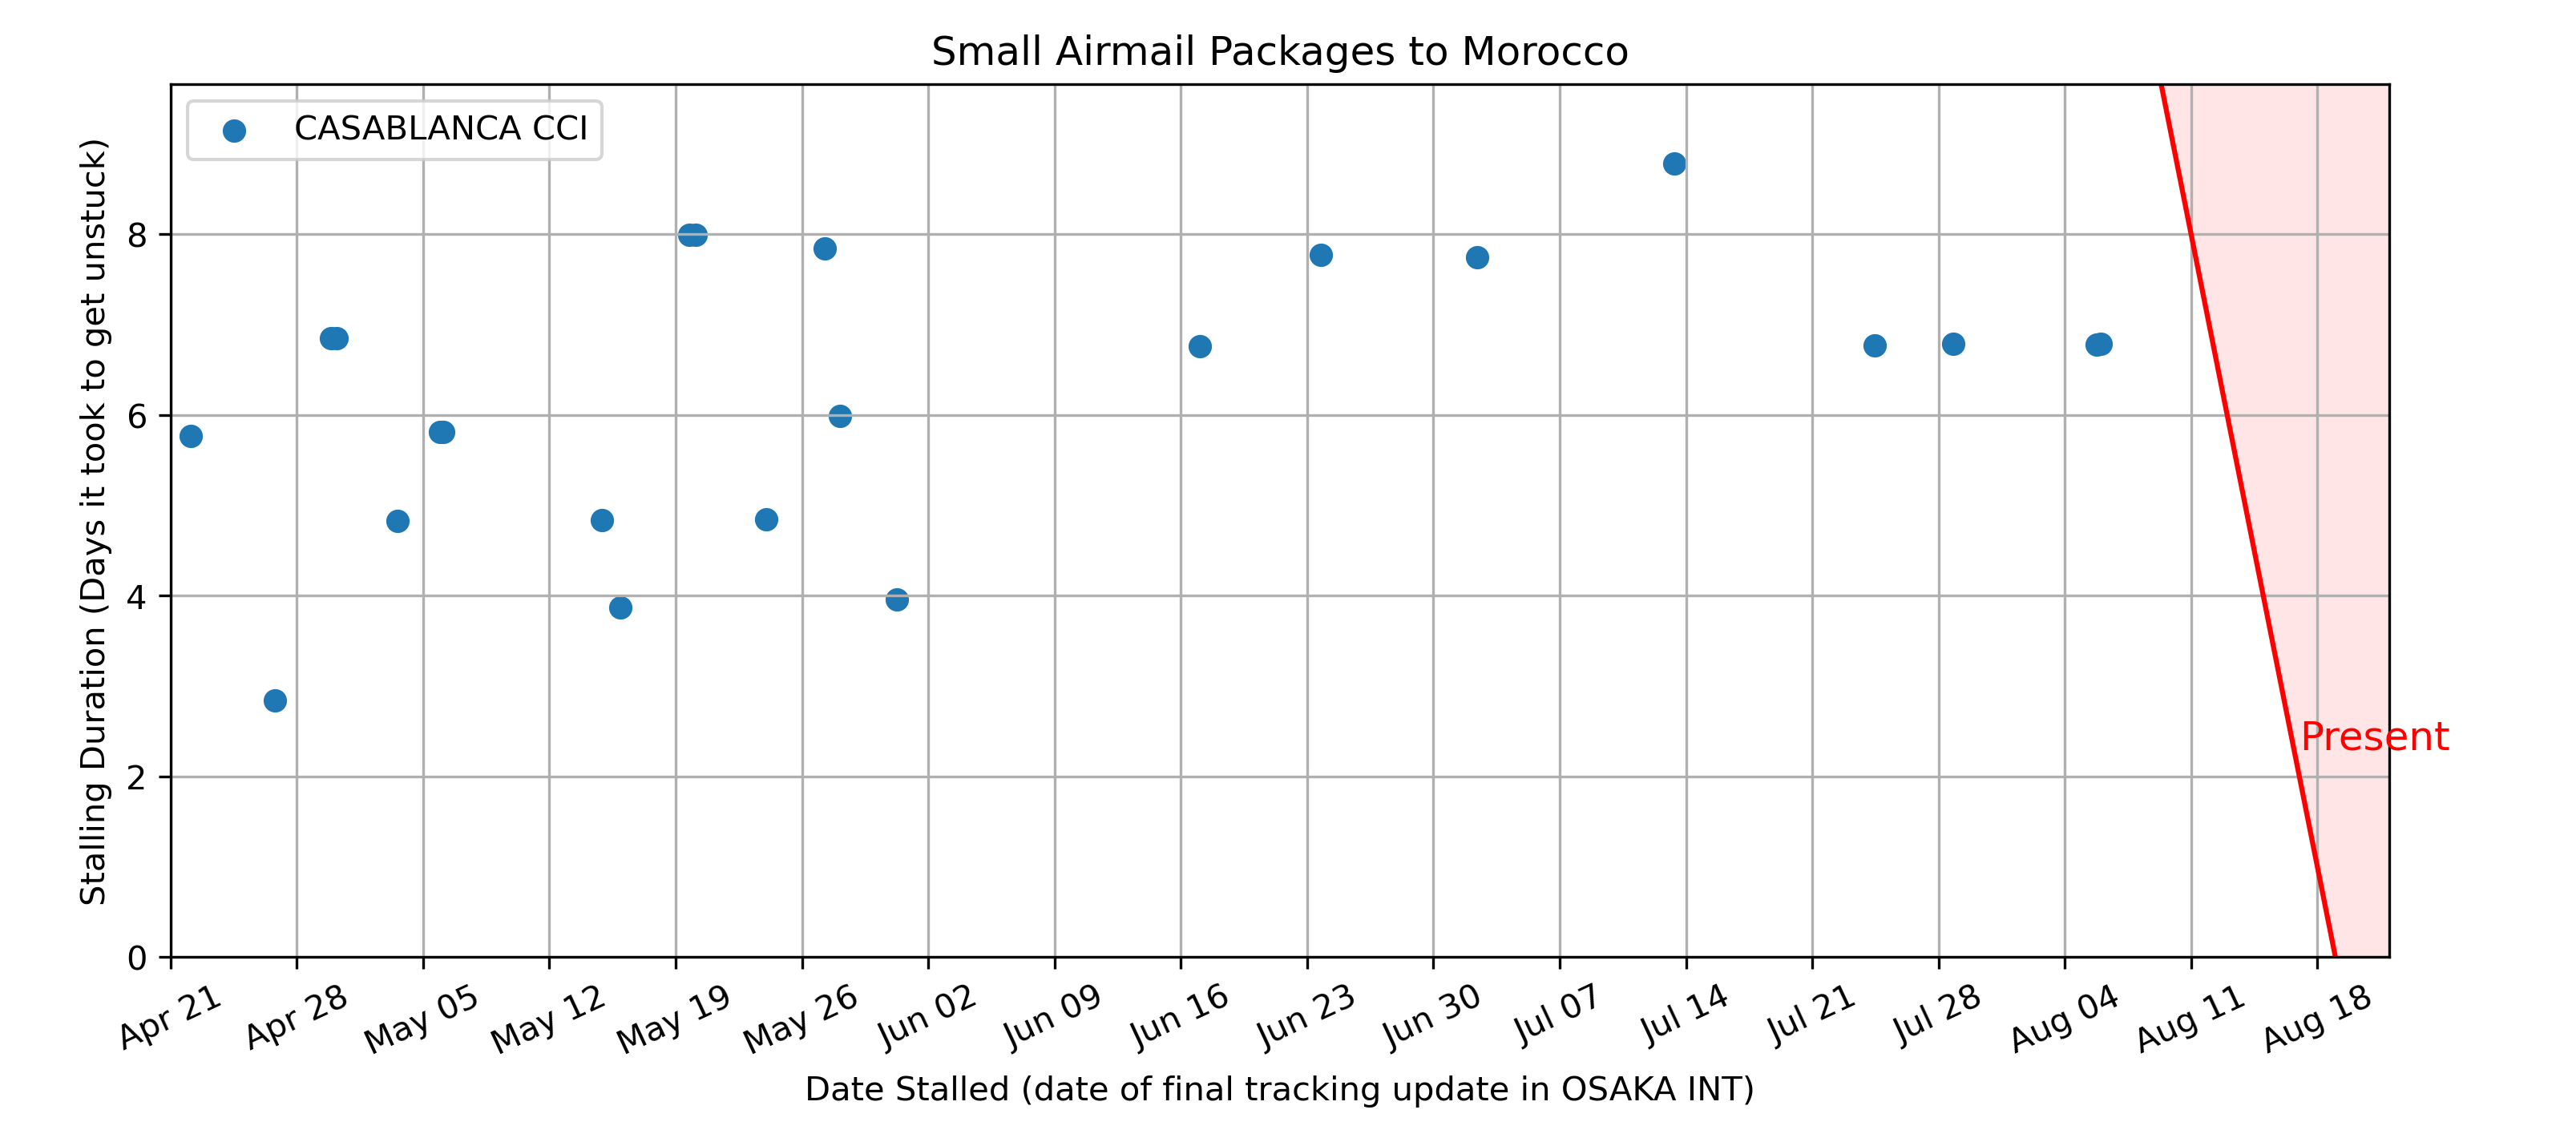 Small Airmail Packages to Morocco
CASABLANCA CCI
Stalling Duration (Days it took to get unstuck)
8
6
4
2
0
Present
Apr 21
Apr 28
May 05
May 12
May 19
May 26
Jun 02
Jun 09
Jun 16
Jun 23
Jun 30
Jul 07
Jul 14
Jul 21
Jul 28
Aug 04
Aug 11
Aug 18
Date Stalled (date of final tracking update in OSAKA INT)